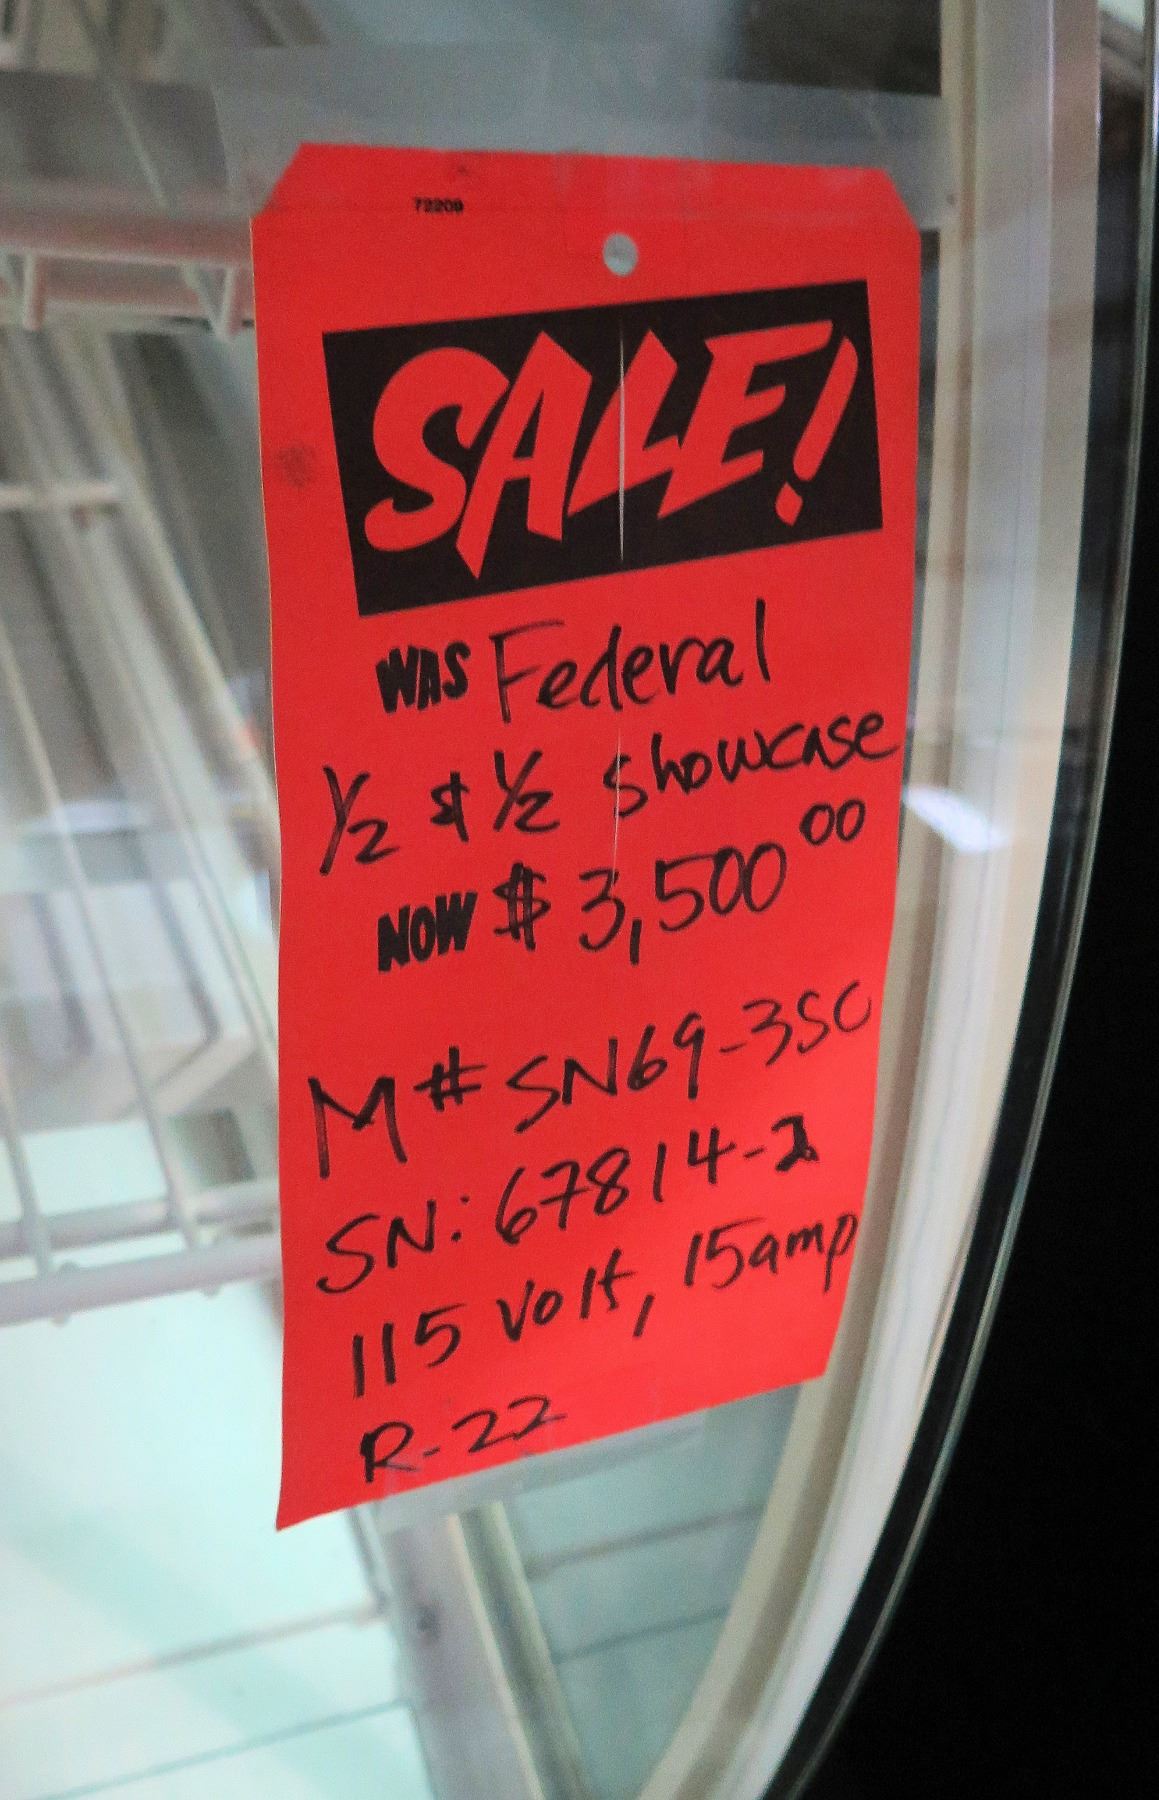 72209
SALE!
WAS Federal
1/2 & 1/2 Showcase
NOW $3,500 00
M# SN69-3SC
SN: 67814-2
115 Volt, 15amp
R-22